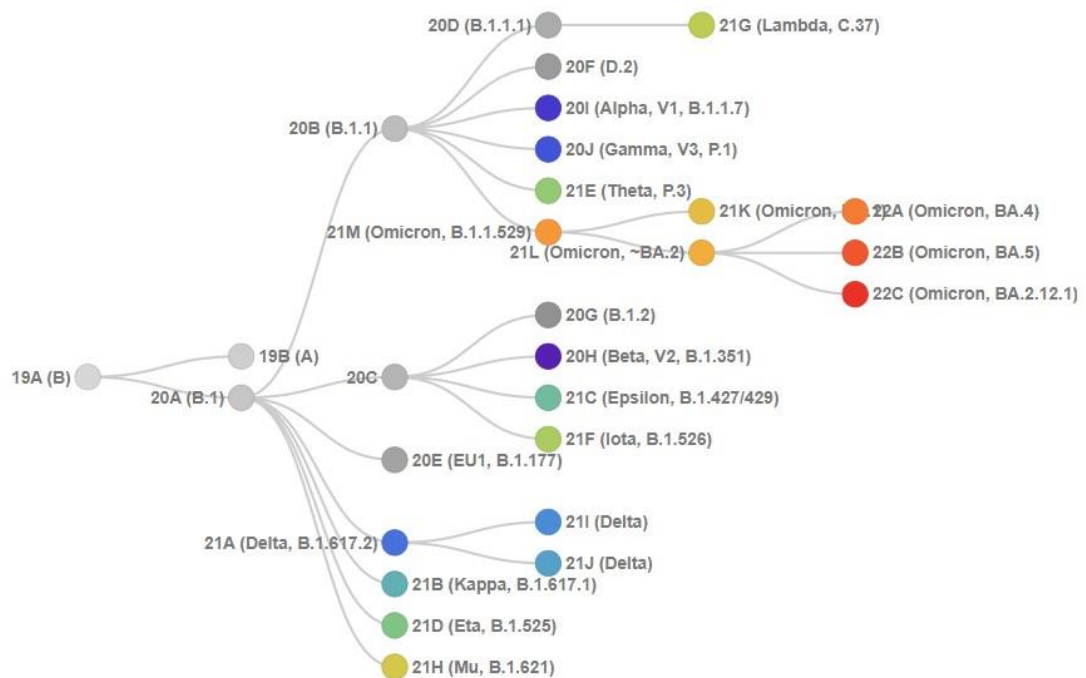 20D (B.1.1.1)
21G (Lambda, C.37)
20F (D.2)
20I (Alpha, V1, B.1.1.7)
20B (B.1.1)
20J (Gamma, V3, P.1)
21E (Theta, P.3)
21K (Omicron,
22A (Omicron, BA.4)
21M (Omicron, B.1.1.529)
21L (Omicron, ~BA.2)
22B (Omicron, BA.5)
22C (Omicron, BA.2.12.1)
20G (B.1.2)
19B (A)
20H (Beta, V2, B.1.351)
19A (B)
20C
20A (B.1)
21C (Epsilon, B.1.427/429)
21F (Iota, B.1.526)
20E (EU1, B.1.177)
21I (Delta)
21A (Delta, B.1.617.2)
21J (Delta)
21B (Kappa, B.1.617.1)
21D (Eta, B.1.525)
21H (Mu, B.1.621)